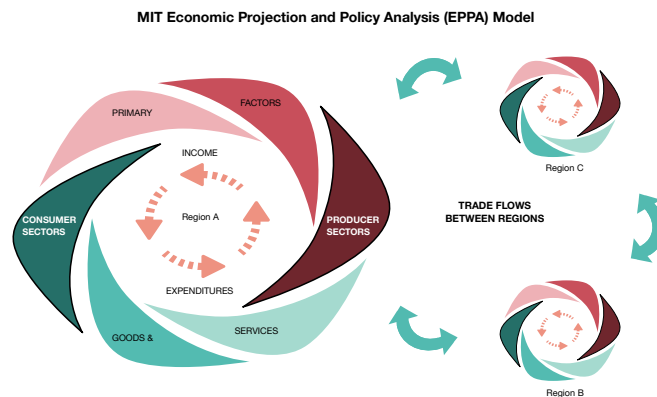 MIT Economic Projection and Policy Analysis (EPPA) Model
PRIMARY
FACTORS
INCOME
CONSUMER
SECTORS
Region A
PRODUCER
SECTORS
EXPENDITURES
GOODS &
SERVICES
TRADE FLOWS
BETWEEN REGIONS
Region C
Region B